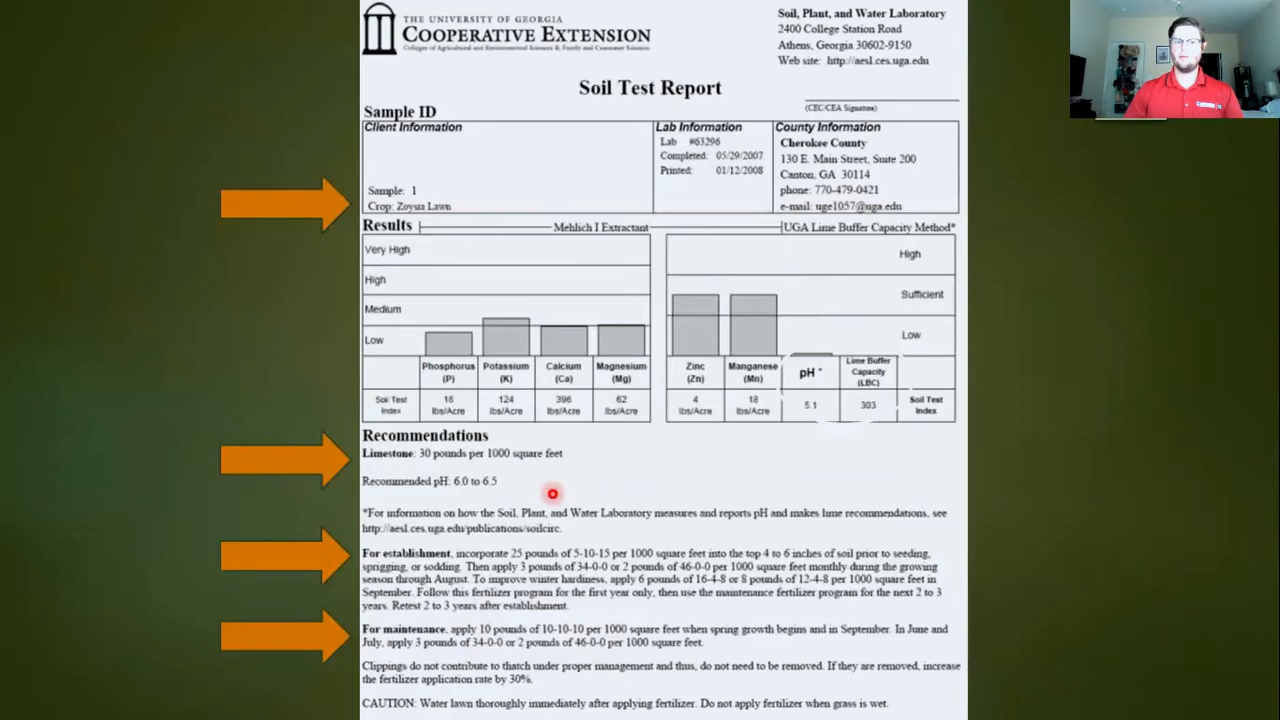 THE UNIVERSITY OF GEORGIA
COOPERATIVE EXTENSION
Colleges of Agricultural and Environmental Sciences & Family and Consumer Sciences
Soil, Plant, and Water Laboratory
2400 College Station Road
Athens, Georgia 30602-9150
Web site: http://aesl.ces.uga.edu
Soil Test Report
(CEC/CEA Signature)
Sample ID
Client Information
Sample: 1
Crop: Zoysia Lawn
Lab Information
Lab #63296
Completed: 05/29/2007
Printed: 01/12/2008
County Information
Cherokee County
130 E. Main Street, Suite 200
Canton, GA 30114
phone: 770-479-0421
e-mail: uge1057@uga.edu
Results Mehlich I Extractant UGA Lime Buffer Capacity Method*
Very High
High
Medium
Low
High
Sufficient
Low
Phosphorus (P) Potassium (K) Calcium (Ca) Magnesium (Mg) Zinc (Zn) Manganese (Mn) pH * Lime Buffer Capacity (LBC)
Soil Test Index 16 lbs/Acre 124 lbs/Acre 396 lbs/Acre 62 lbs/Acre 4 lbs/Acre 18 lbs/Acre 5.1 303 Soil Test Index
Recommendations
Limestone: 30 pounds per 1000 square feet
Recommended pH: 6.0 to 6.5
*For information on how the Soil, Plant, and Water Laboratory measures and reports pH and makes lime recommendations, see
http://aesl.ces.uga.edu/publications/soilcirc.
For establishment, incorporate 25 pounds of 5-10-15 per 1000 square feet into the top 4 to 6 inches of soil prior to seeding,
sprigging, or sodding. Then apply 3 pounds of 34-0-0 or 2 pounds of 46-0-0 per 1000 square feet monthly during the growing
season through August. To improve winter hardiness, apply 6 pounds of 16-4-8 or 8 pounds of 12-4-8 per 1000 square feet in
September. Follow this fertilizer program for the first year only, then use the maintenance fertilizer program for the next 2 to 3
years. Retest 2 to 3 years after establishment.
For maintenance, apply 10 pounds of 10-10-10 per 1000 square feet when spring growth begins and in September. In June and
July, apply 3 pounds of 34-0-0 or 2 pounds of 46-0-0 per 1000 square feet.
Clippings do not contribute to thatch under proper management and thus, do not need to be removed. If they are removed, increase
the fertilizer application rate by 30%.
CAUTION: Water lawn thoroughly immediately after applying fertilizer. Do not apply fertilizer when grass is wet.